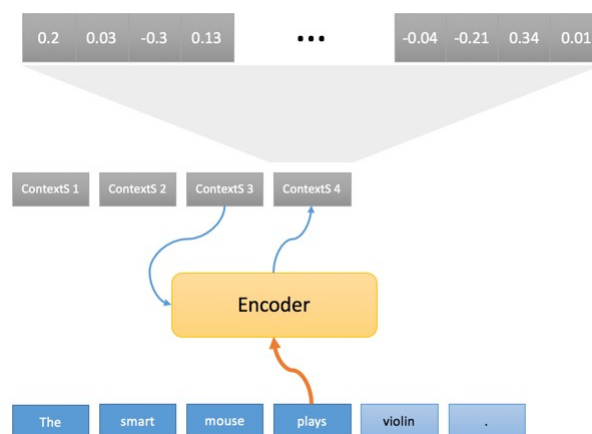 0.2 0.03 -0.3 0.13 ... -0.04 -0.21 0.34 0.01
ContextS 1 ContextS 2 ContextS 3 ContextS 4
Encoder
The smart mouse plays violin .